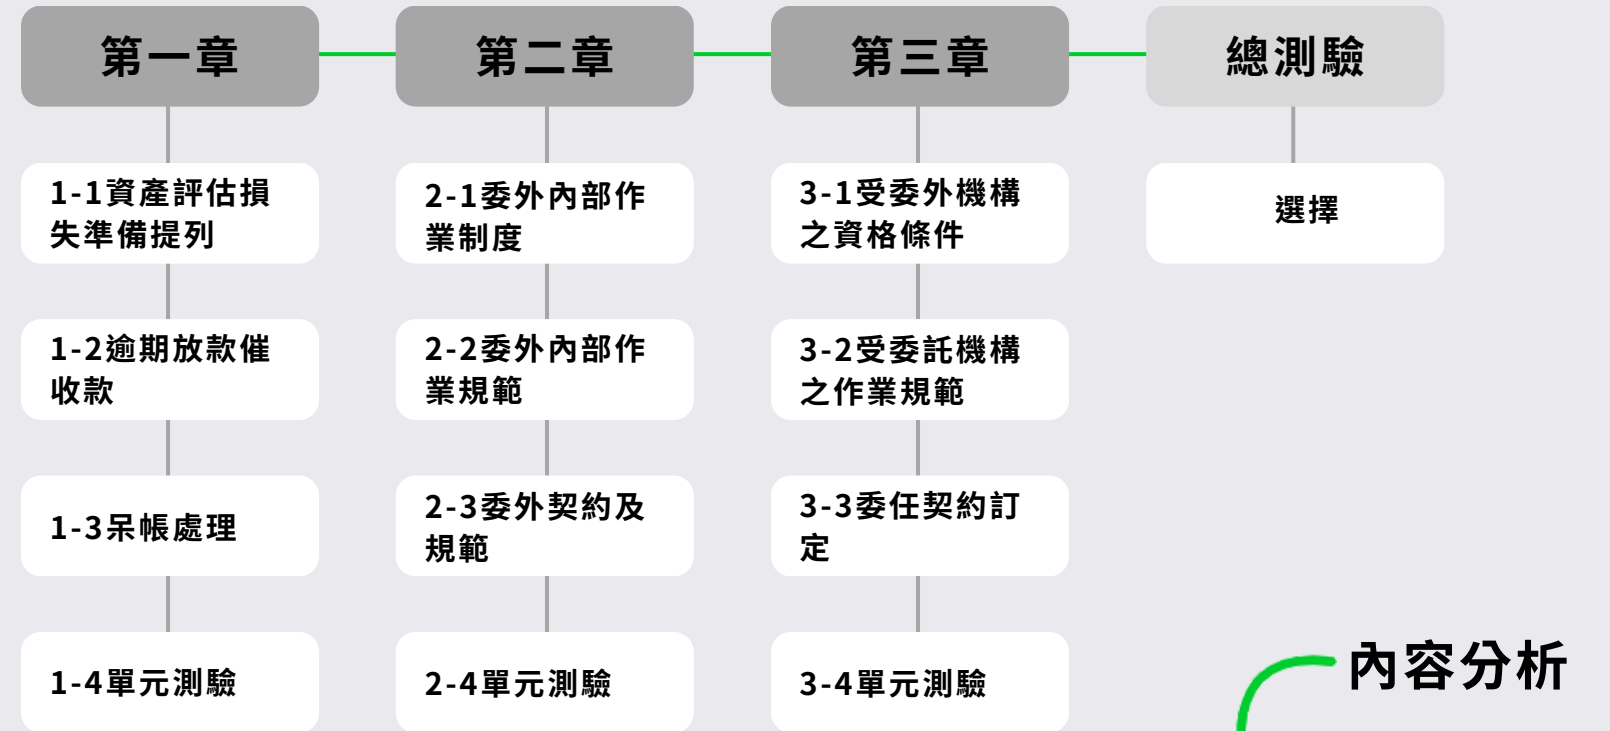 第一章
第二章
第三章
總測驗
1-1資產評估損
失準備提列
1-2逾期放款催
收款
1-3呆帳處理
1-4單元測驗
2-1委外內部作
業制度
2-2委外內部作
業規範
2-3委外契約及
規範
2-4單元測驗
3-1受委外機構
之資格條件
3-2受委託機構
之作業規範
3-3委任契約訂
定
3-4單元測驗
選擇
內容分析